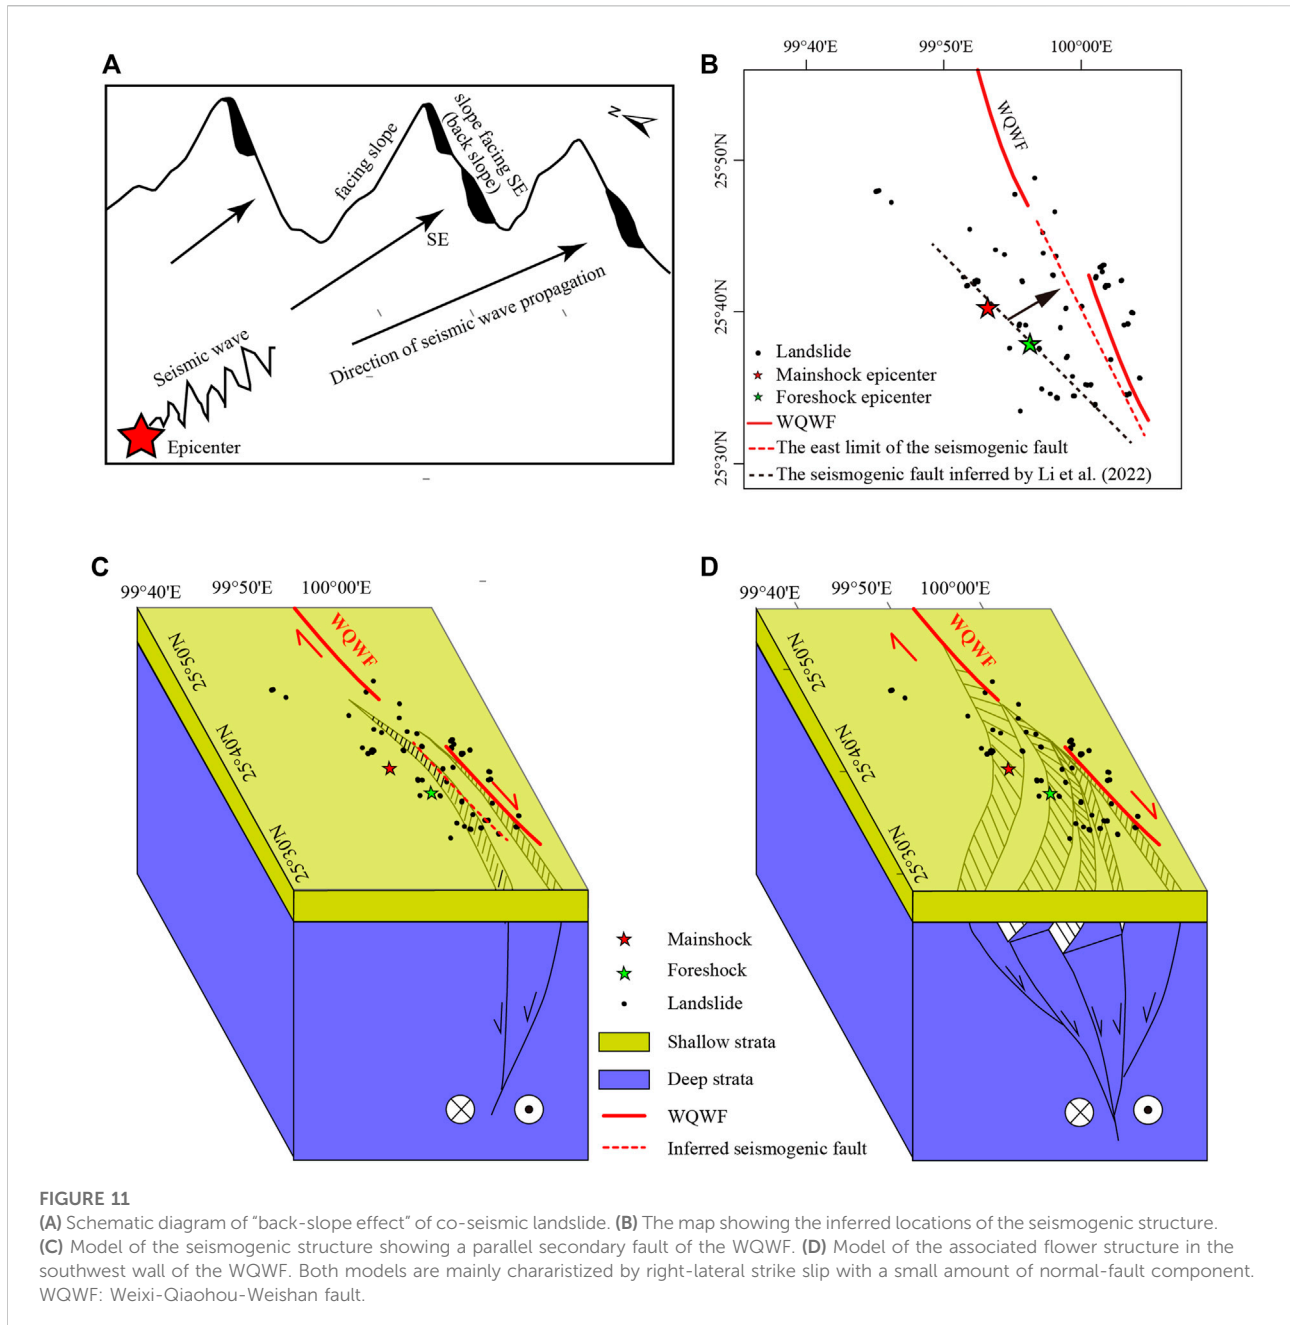 A
N
facing slope
slope facing SE
(back slope)
SE
Direction of seismic wave propagation
Seismic wave
Epicenter
B
99°40'E
99°50'E
100°00'E
25°50'N
25°40'N
25°30'N
WQWF
Landslide
Mainshock epicenter
Foreshock epicenter
WQWF
The east limit of the seismogenic fault
The seismogenic fault inferred by Li et al. (2022)
C
99°40'E
99°50'E
100°00'E
25°50'N
25°40'N
25°30'N
WQWF
D
99°40'E
99°50'E
100°00'E
25°50'N
25°40'N
25°30'N
WQWF
Mainshock
Foreshock
Landslide
Shallow strata
Deep strata
WQWF
Inferred seismogenic fault
FIGURE 11
(A) Schematic diagram of “back-slope effect” of co-seismic landslide. (B) The map showing the inferred locations of the seismogenic structure.
(C) Model of the seismogenic structure showing a parallel secondary fault of the WQWF. (D) Model of the associated flower structure in the
southwest wall of the WQWF. Both models are mainly chararistized by right-lateral strike slip with a small amount of normal-fault component.
WQWF: Weixi-Qiaohou-Weishan fault.